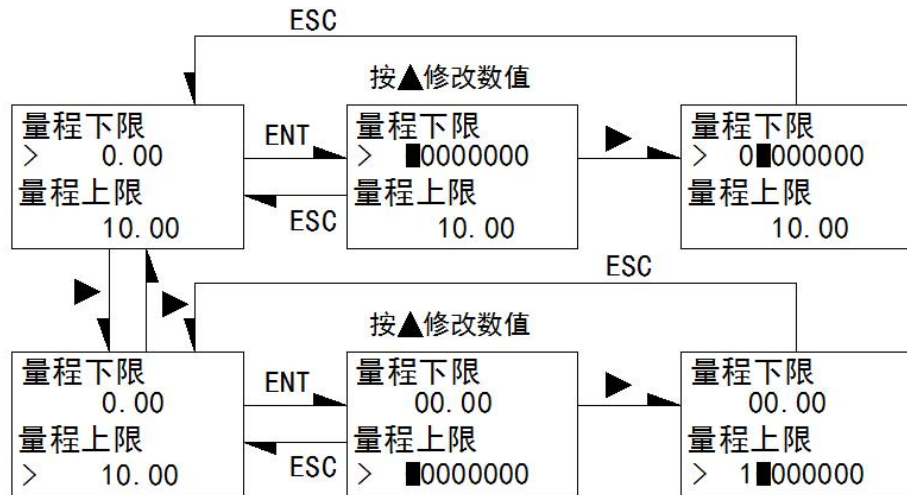 ESC
按▲修改数值
量程下限
> 0.00
量程上限
10.00
ENT
ESC
量程下限
> █0000000
量程上限
10.00
▶
量程下限
> 0█000000
量程上限
10.00
▶
▶
ESC
按▲修改数值
量程下限
0.00
量程上限
> 10.00
ENT
ESC
量程下限
00.00
量程上限
> █0000000
▶
量程下限
00.00
量程上限
> 1█000000